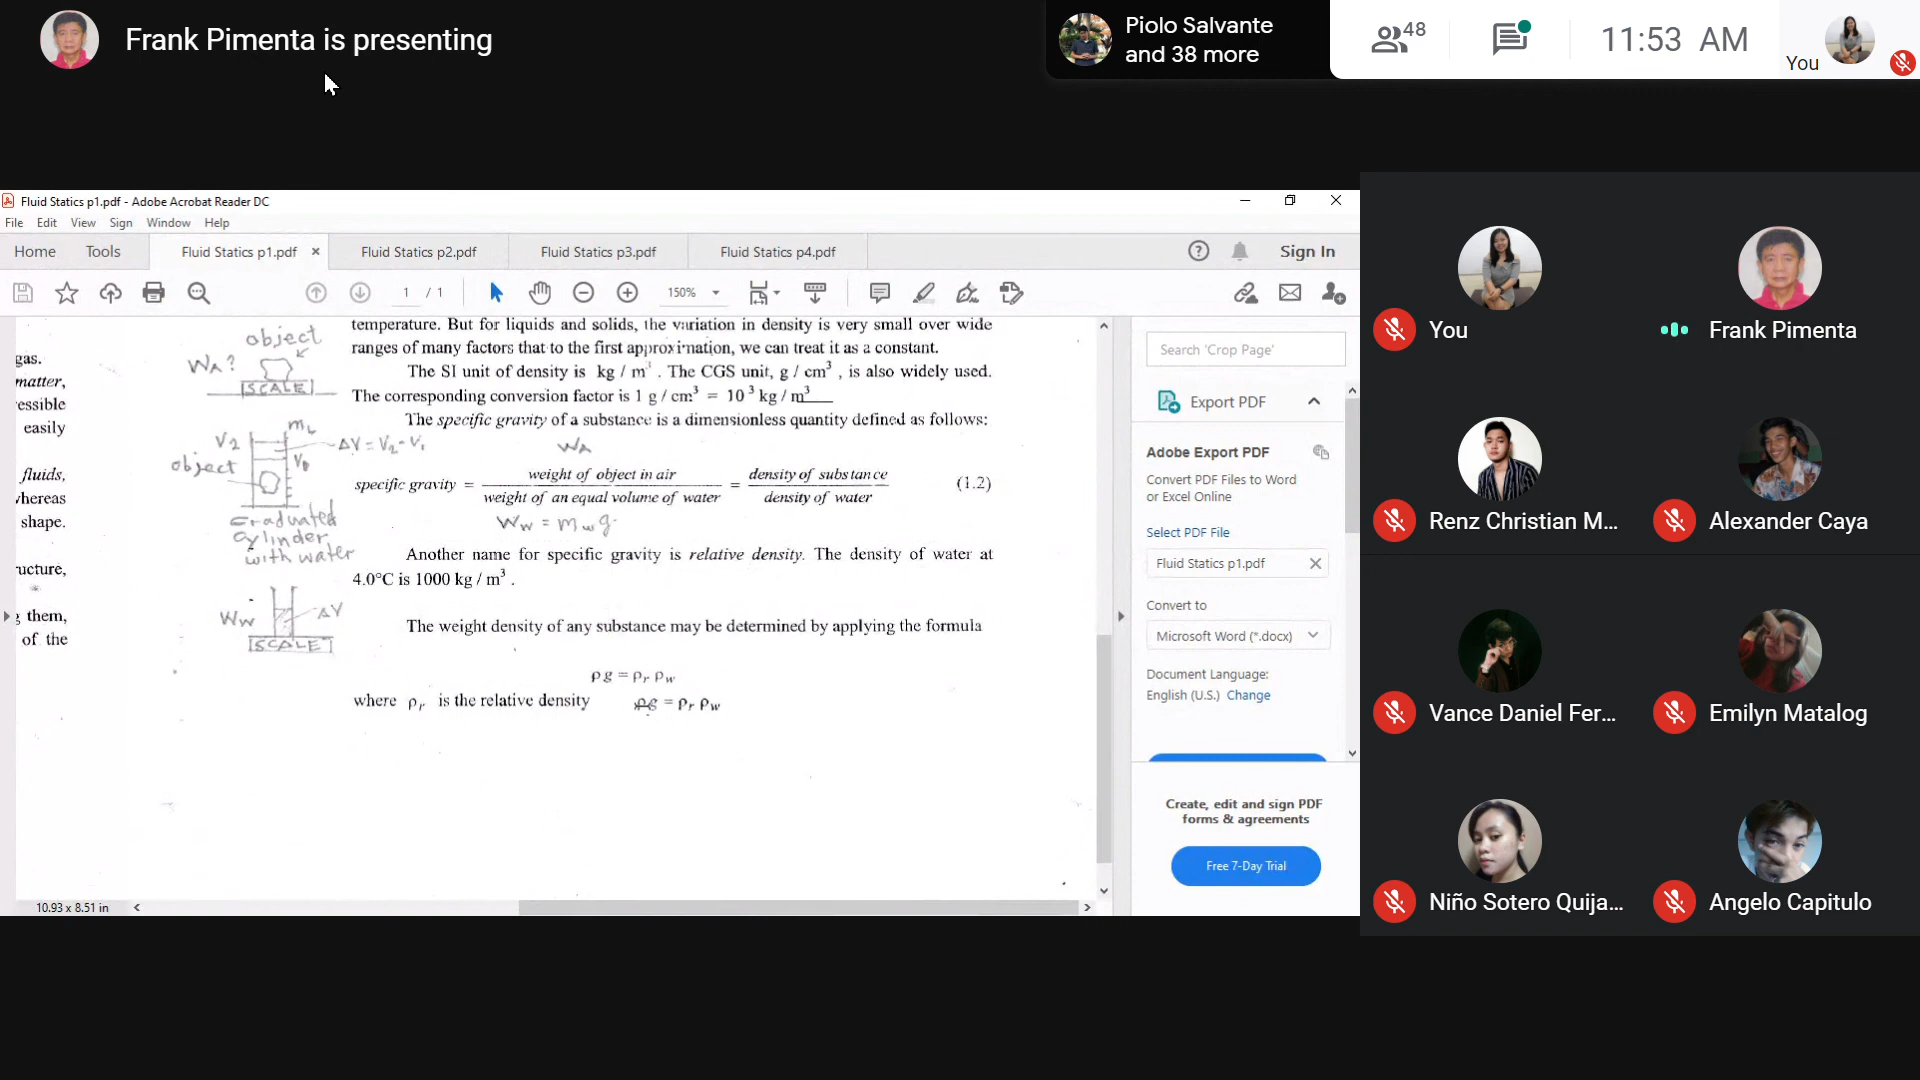 Frank Pimenta is presenting
Piolo Salvante
and 38 more
48
11:53 AM
You
Fluid Statics p1.pdf - Adobe Acrobat Reader DC
File Edit View Sign Window Help
Home Tools Fluid Statics p1.pdf × Fluid Statics p2.pdf Fluid Statics p3.pdf Fluid Statics p4.pdf Sign In
1 / 1 150%
gas.
matter,
essible
easily
fluids,
whereas
shape.
ucture,
g them,
of the
object
WA?
SCALE
V2
mL
ΔV = V2 - V1
object
Graduated
cylinder
with water
Ww
ΔV
SCALE
temperature. But for liquids and solids, the variation in density is very small over wide
ranges of many factors that to the first approximation, we can treat it as a constant.
The SI unit of density is kg / m³ . The CGS unit, g / cm³ , is also widely used.
The corresponding conversion factor is 1 g / cm³ = 10³ kg / m³
The specific gravity of a substance is a dimensionless quantity defined as follows:
WA
specific gravity = weight of object in air / weight of an equal volume of water = density of substance / density of water (1.2)
Ww = mw g
Another name for specific gravity is relative density. The density of water at
4.0°C is 1000 kg / m³ .
The weight density of any substance may be determined by applying the formula
ρ g = ρr ρw
where ρr is the relative density ρg = ρr ρw
10.93 x 8.51 in
Search 'Crop Page'
Export PDF
Adobe Export PDF
Convert PDF Files to Word
or Excel Online
Select PDF File
Fluid Statics p1.pdf
Convert to
Microsoft Word (*.docx)
Document Language:
English (U.S.) Change
Create, edit and sign PDF
forms & agreements
Free 7-Day Trial
You
Frank Pimenta
Renz Christian M...
Alexander Caya
Vance Daniel Fer...
Emilyn Matalog
Niño Sotero Quija...
Angelo Capitulo